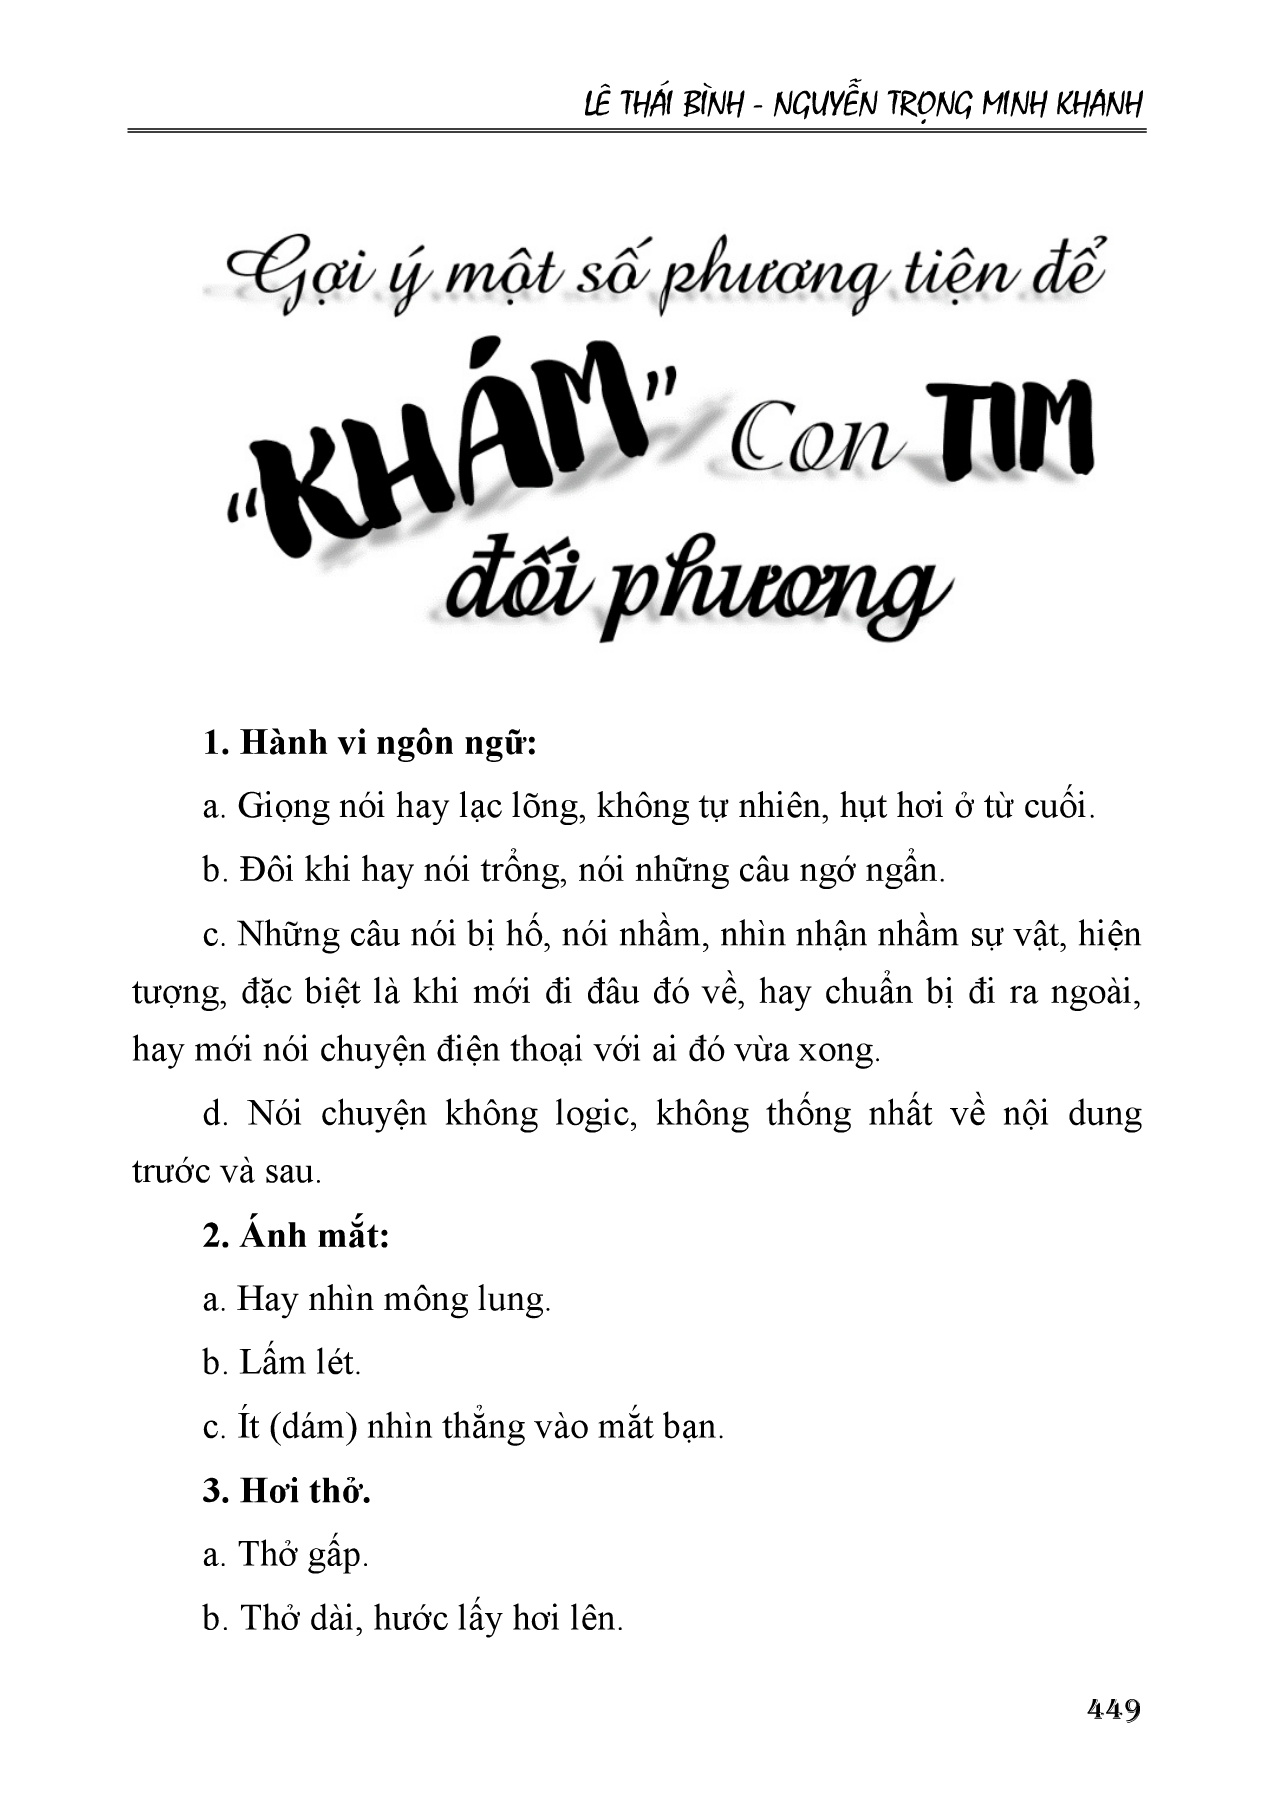 LÊ THÁI BÌNH - NGUYỄN TRỌNG MINH KHANH
Gợi ý một số phương tiện để
“KHÁM” Con TIM
đối phương
1. Hành vi ngôn ngữ:
a. Giọng nói hay lạc lõng, không tự nhiên, hụt hơi ở từ cuối.
b. Đôi khi hay nói trổng, nói những câu ngớ ngẩn.
c. Những câu nói bị hố, nói nhầm, nhìn nhận nhầm sự vật, hiện
tượng, đặc biệt là khi mới đi đâu đó về, hay chuẩn bị đi ra ngoài,
hay mới nói chuyện điện thoại với ai đó vừa xong.
d. Nói chuyện không logic, không thống nhất về nội dung
trước và sau.
2. Ánh mắt:
a. Hay nhìn mông lung.
b. Lấm lét.
c. Ít (dám) nhìn thẳng vào mắt bạn.
3. Hơi thở.
a. Thở gấp.
b. Thở dài, hước lấy hơi lên.
449